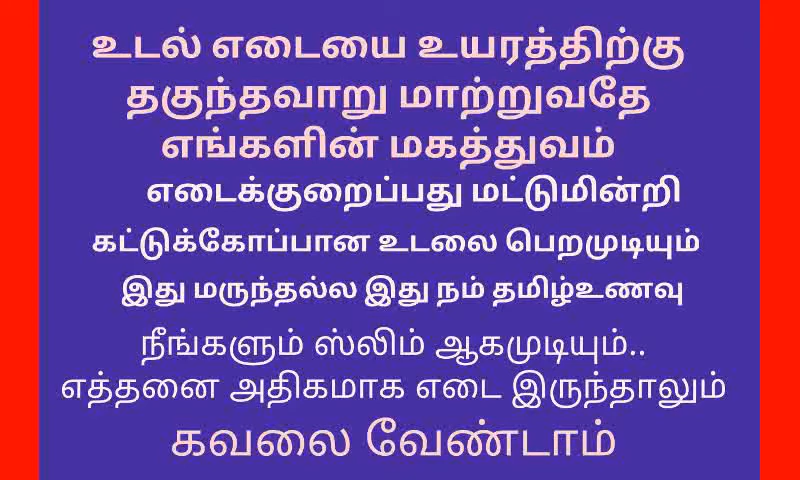 உடல் எடையை உயரத்திற்கு
தகுந்தவாறு மாற்றுவதே
எங்களின் மகத்துவம்
எடைக்குறைப்பது மட்டுமின்றி
கட்டுக்கோப்பான உடலை பெறமுடியும்
இது மருந்தல்ல இது நம் தமிழ்உணவு
நீங்களும் ஸ்லிம் ஆகமுடியும்..
எத்தனை அதிகமாக எடை இருந்தாலும்
கவலை வேண்டாம்